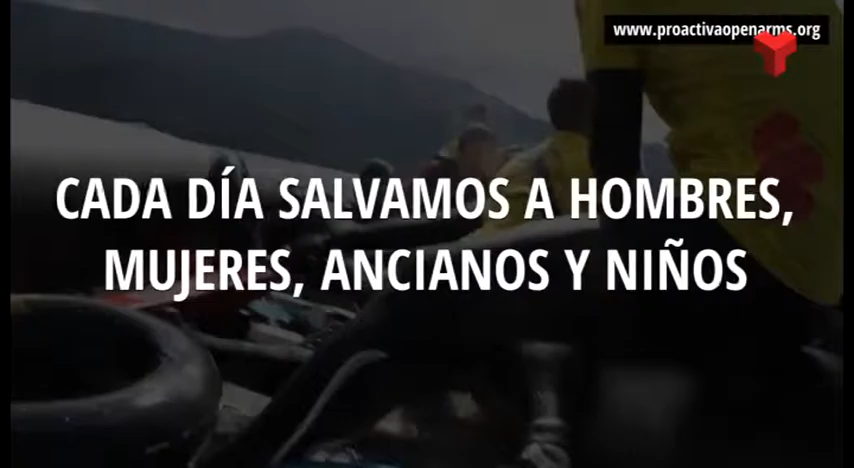 www.proactivaopenarms.org
CADA DÍA SALVAMOS A HOMBRES,
MUJERES, ANCIANOS Y NIÑOS